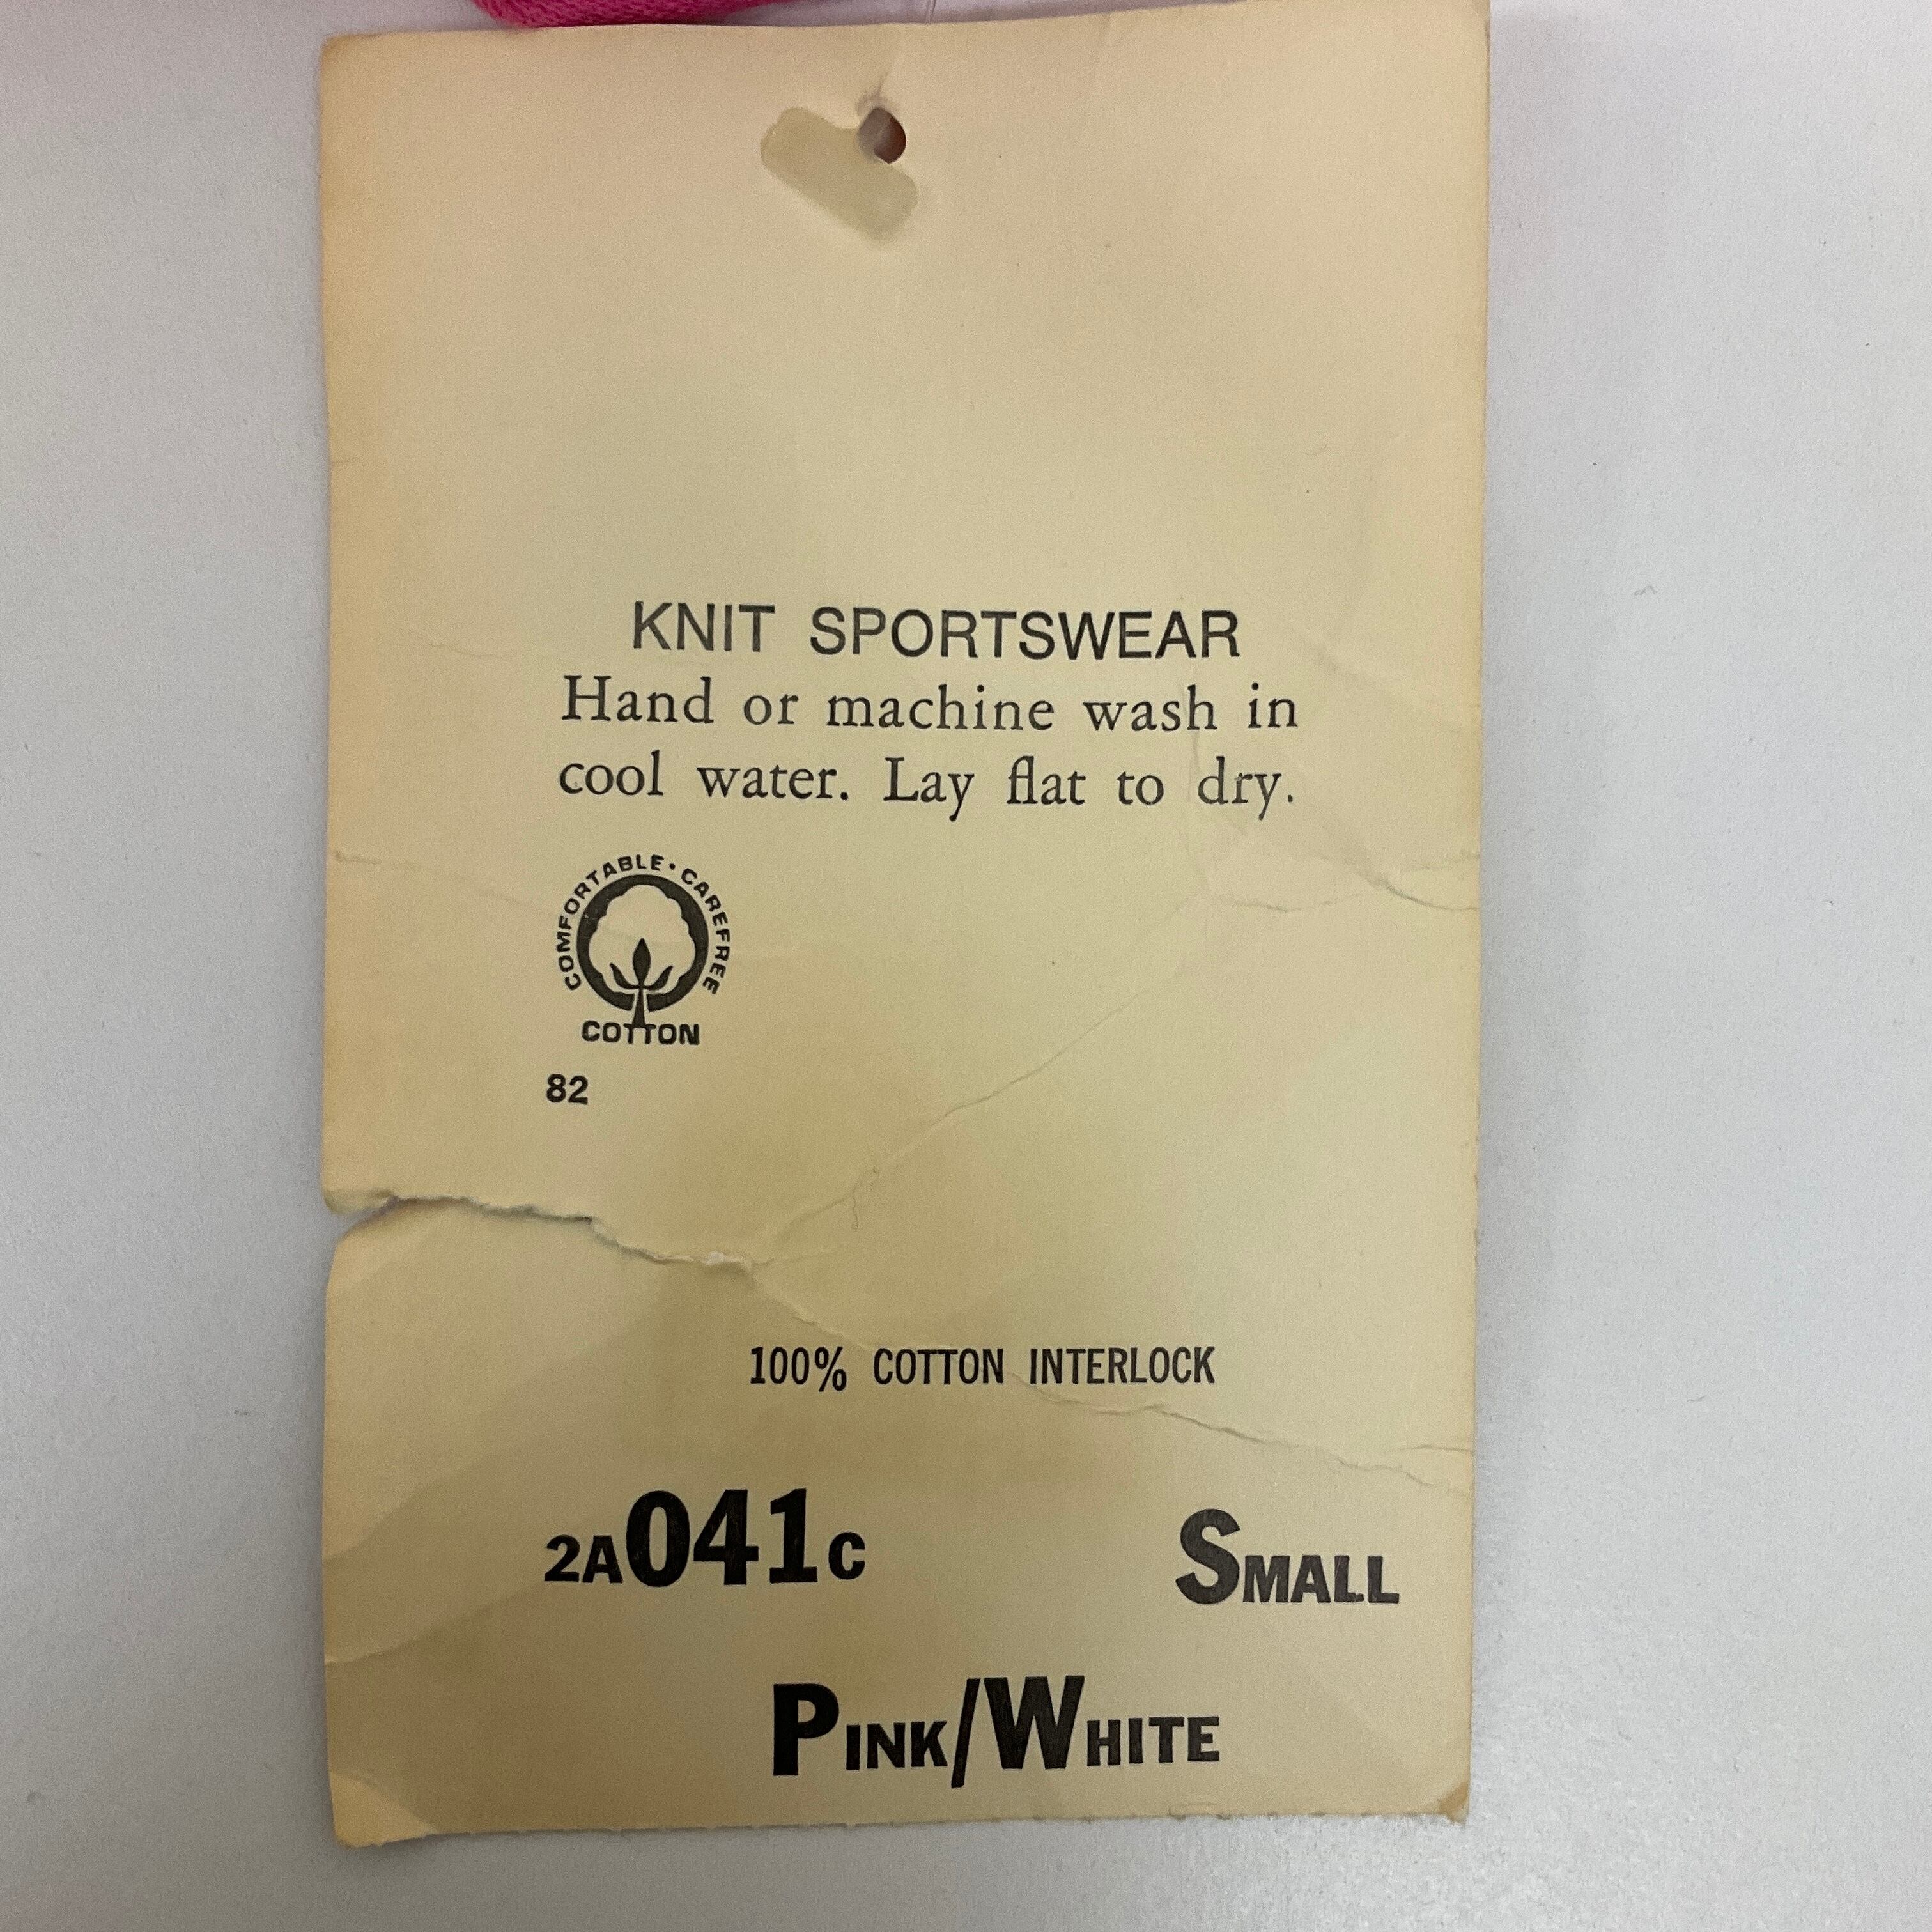 KNIT SPORTSWEAR
Hand or machine wash in
cool water. Lay flat to dry.
COMFORTABLE · CAREFREE
COTTON
82
100% COTTON INTERLOCK
2A041C SMALL
PINK/WHITE